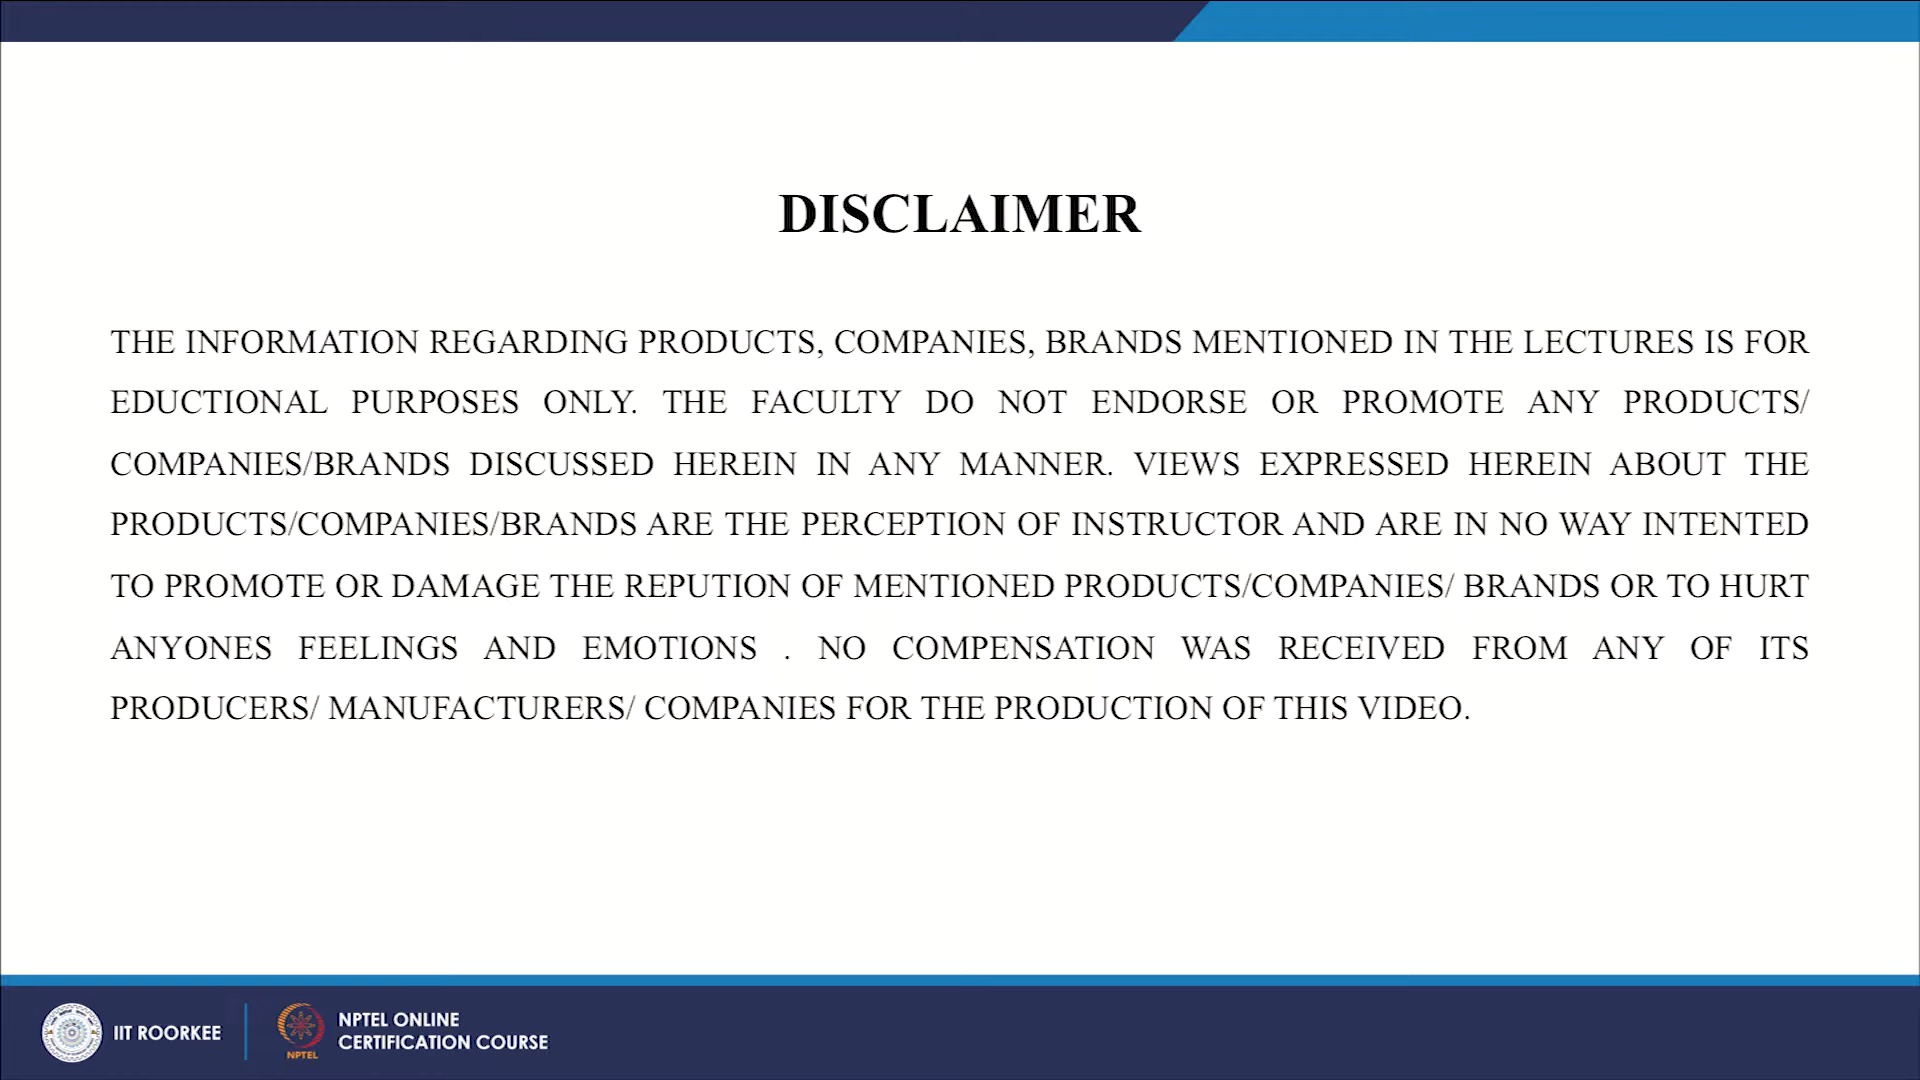 DISCLAIMER
THE INFORMATION REGARDING PRODUCTS, COMPANIES, BRANDS MENTIONED IN THE LECTURES IS FOR
EDUCTIONAL PURPOSES ONLY. THE FACULTY DO NOT ENDORSE OR PROMOTE ANY PRODUCTS/
COMPANIES/BRANDS DISCUSSED HEREIN IN ANY MANNER. VIEWS EXPRESSED HEREIN ABOUT THE
PRODUCTS/COMPANIES/BRANDS ARE THE PERCEPTION OF INSTRUCTOR AND ARE IN NO WAY INTENTED
TO PROMOTE OR DAMAGE THE REPUTION OF MENTIONED PRODUCTS/COMPANIES/ BRANDS OR TO HURT
ANYONES FEELINGS AND EMOTIONS . NO COMPENSATION WAS RECEIVED FROM ANY OF ITS
PRODUCERS/ MANUFACTURERS/ COMPANIES FOR THE PRODUCTION OF THIS VIDEO.
IIT ROORKEE
NPTEL
NPTEL ONLINE
CERTIFICATION COURSE